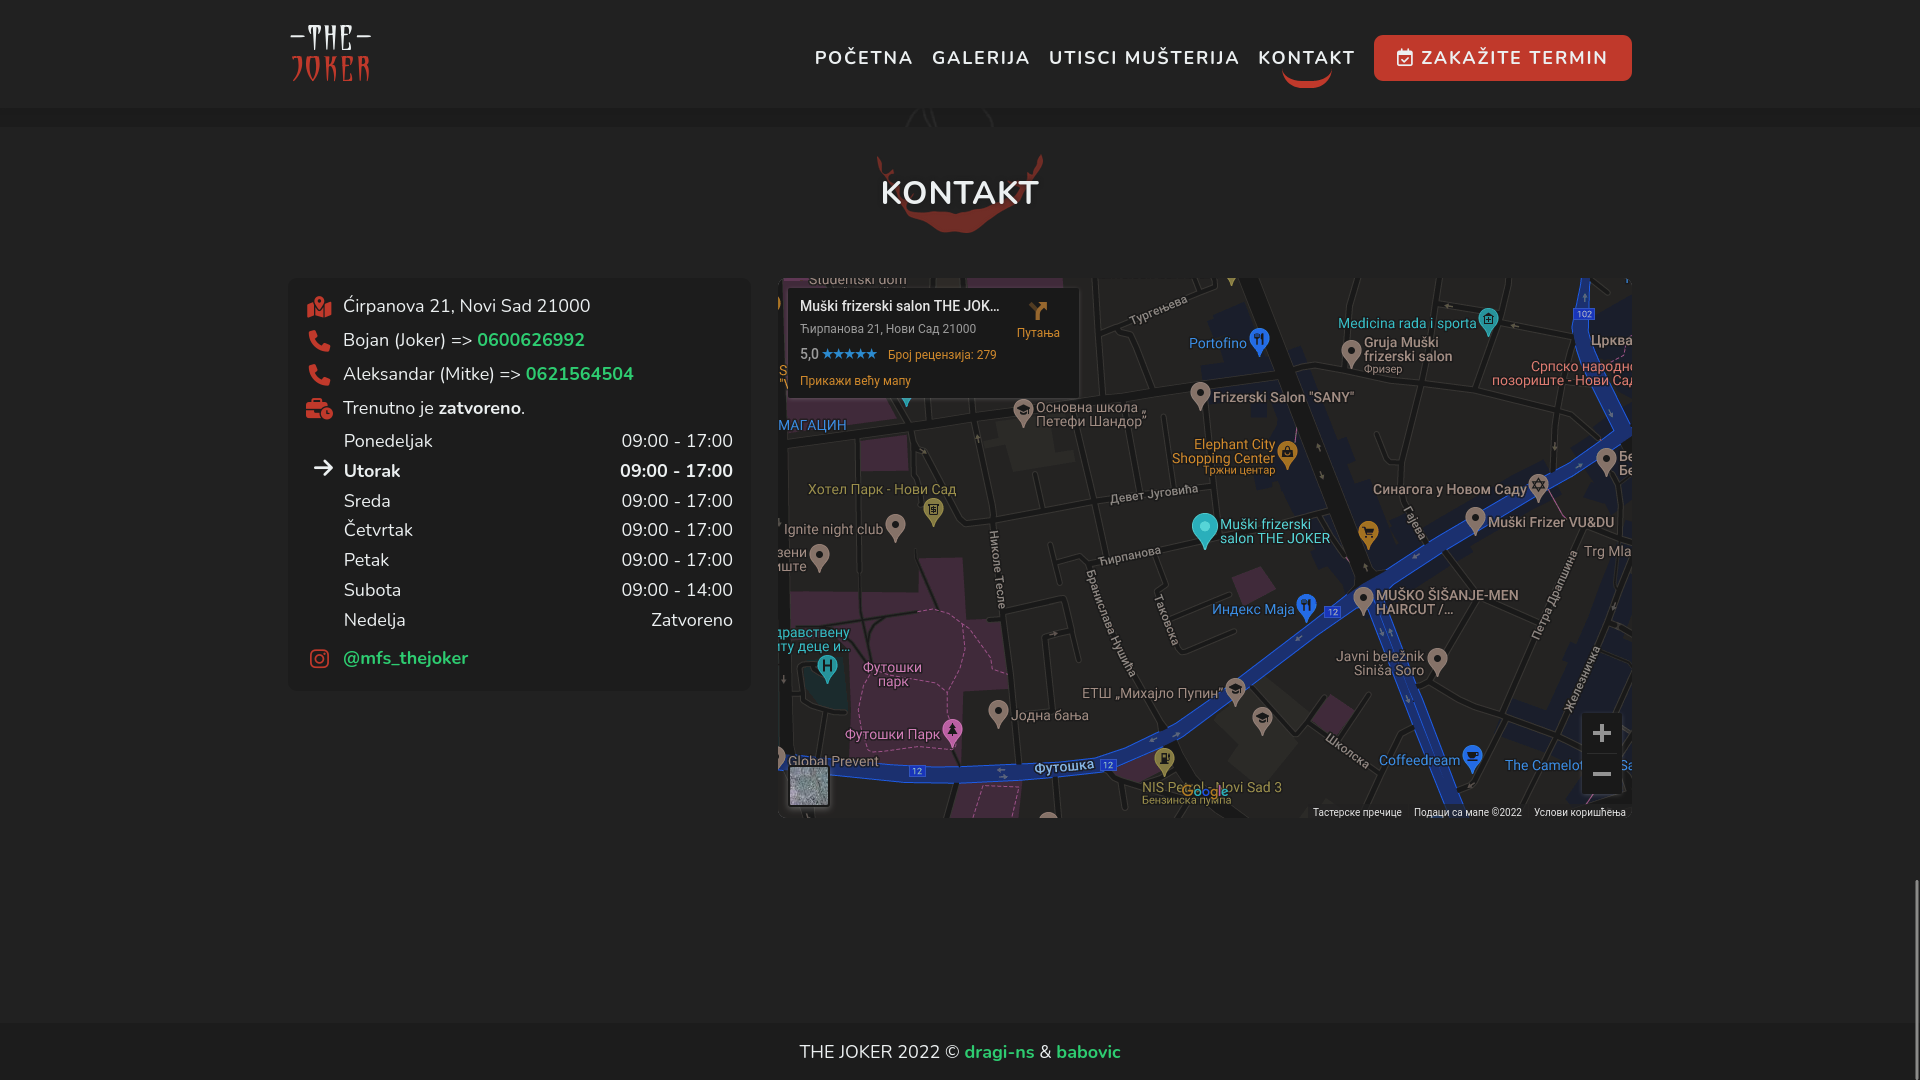 THE
JOKER
POČETNA
GALERIJA
UTISCI MUŠTERIJA
KONTAKT
ZAKAŽITE TERMIN
KONTAKT
Ćirpanova 21, Novi Sad 21000
Bojan (Joker) => 0600626992
Aleksandar (Mitke) => 0621564504
Trenutno je zatvoreno.
Ponedeljak 09:00 - 17:00
Utorak 09:00 - 17:00
Sreda 09:00 - 17:00
Četvrtak 09:00 - 17:00
Petak 09:00 - 17:00
Subota 09:00 - 14:00
Nedelja Zatvoreno
@mfs_thejoker
Studentski dom
Muški frizerski salon THE JOK...
Ћирпанова 21, Нови Сад 21000
5,0
Број рецензија: 279
Прикажи већу мапу
Путања
Тургењева
Portofino
Medicina rada i sporta
Gruja Muški
frizerski salon
Фризер
102
Црква
Српско народно
позориште - Нови Сад
МАГАЦИН
Основна школа
„Петефи Шандор”
Frizerski Salon "SANY"
Elephant City
Shopping Center
Тржни центар
Хотел Парк - Нови Сад
Девет Југовића
Синагога у Новом Саду
Гајева
Ignite night club
Николе Тесле
Muški frizerski
salon THE JOKER
Muški Frizer VU&DU
Trg Mla
Ћирпанова
Бранислава Нушића
Таковска
Индекс Маја
12
MUŠKO ŠIŠANJE-MEN
HAIRCUT /...
Петра Драпшина
Футошки
парк
Javni beležnik
Siniša Soro
Железничка
ЕТШ „Михајло Пупин”
Јодна бања
Футошки Парк
Школска
Global Prevent
12
Футошка
12
Coffeedream
The Camelot
NIS Petrol - Novi Sad 3
Бензинска пумпа
Google
Тастерске пречице
Подаци са мапе ©2022
Услови коришћења
THE JOKER 2022 © dragi-ns & babovic